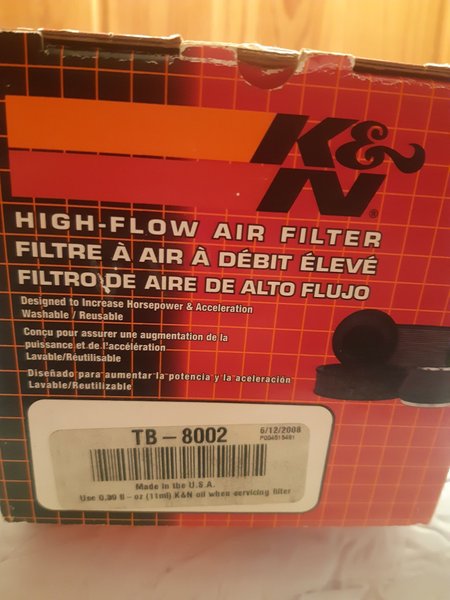 K&N®
HIGH-FLOW AIR FILTER
FILTRE À AIR À DÉBIT ÉLEVÉ
FILTRO DE AIRE DE ALTO FLUJO
Designed to Increase Horsepower & Acceleration
Washable / Reusable
Conçu pour assurer une augmentation de la
puissance et de l'accélération
Lavable/Reutilisable
Diseñado para aumentar la potencia y la aceleración
Lavable/Reutilizable
TB-8002
6/12/2008
Made in the U.S.A.
Use 0.39 fl-oz (11ml) K&N oil when servicing filter